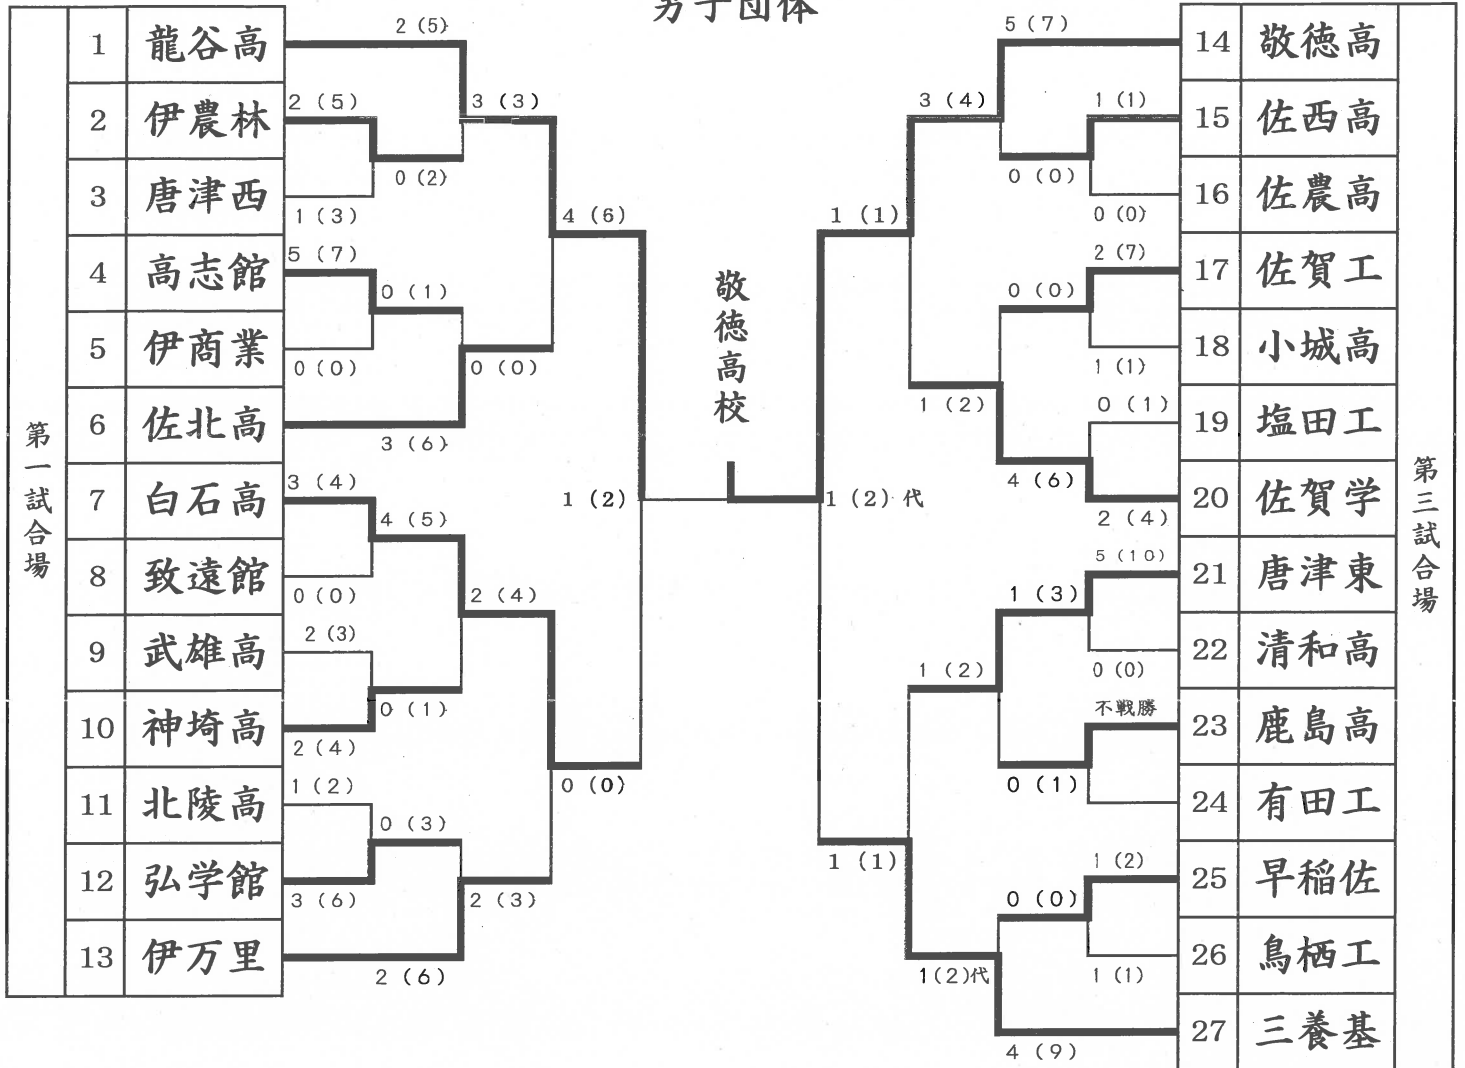 男子団体
第一試合場
1 龍谷高
2 伊農林
3 唐津西
4 高志館
5 伊商業
6 佐北高
7 白石高
8 致遠館
9 武雄高
10 神埼高
11 北陵高
12 弘学館
13 伊万里
2 (5)
2 (5)
1 (3)
5 (7)
0 (0)
3 (6)
3 (4)
0 (0)
2 (3)
2 (4)
1 (2)
3 (6)
2 (6)
0 (2)
0 (1)
4 (5)
0 (1)
0 (3)
3 (3)
0 (0)
2 (4)
2 (3)
4 (6)
0 (0)
1 (2)
敬徳高校
1 (2) 代
1 (1)
1 (1)
3 (4)
1 (2)
1 (2)
1(2)代
5 (7)
0 (0)
0 (0)
4 (6)
1 (3)
0 (1)
0 (0)
4 (9)
1 (1)
0 (0)
2 (7)
1 (1)
0 (1)
2 (4)
5 (10)
0 (0)
不戦勝
1 (2)
1 (1)
14 敬徳高
15 佐西高
16 佐農高
17 佐賀工
18 小城高
19 塩田工
20 佐賀学
21 唐津東
22 清和高
23 鹿島高
24 有田工
25 早稲佐
26 鳥栖工
27 三養基
第三試合場